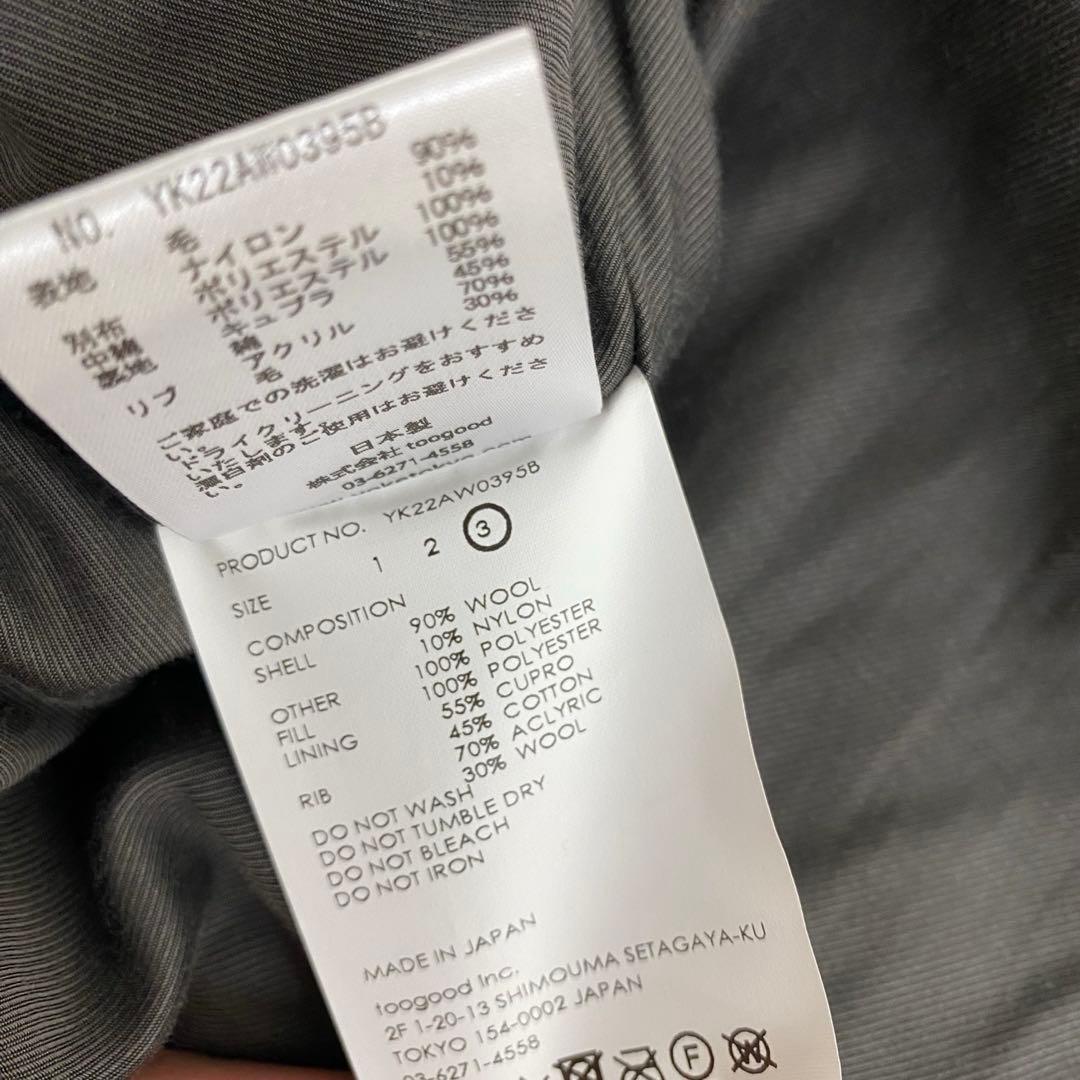 NO. YK22AW0395B
表地 毛 90%
ナイロン 10%
別布 ポリエステル 100%
中綿 ポリエステル 100%
裏地 キュプラ 55%
綿 45%
リブ アクリル 70%
毛 30%
ご家庭での洗濯はお避けくださ
い。ドライクリーニングをおすすめ
いたします。
漂白剤のご使用はお避けくださ
い。
日本製
株式会社toogood
03-6271-4558
PRODUCT NO. YK22AW0395B
SIZE 1 2 3
COMPOSITION
SHELL 90% WOOL
10% NYLON
OTHER 100% POLYESTER
FILL 100% POLYESTER
LINING 55% CUPRO
45% COTTON
RIB 70% ACLYRIC
30% WOOL
DO NOT WASH
DO NOT TUMBLE DRY
DO NOT BLEACH
DO NOT IRON
MADE IN JAPAN
toogood Inc.
2F 1-20-13 SHIMOUMA SETAGAYA-KU
TOKYO 154-0002 JAPAN
03-6271-4558
F W